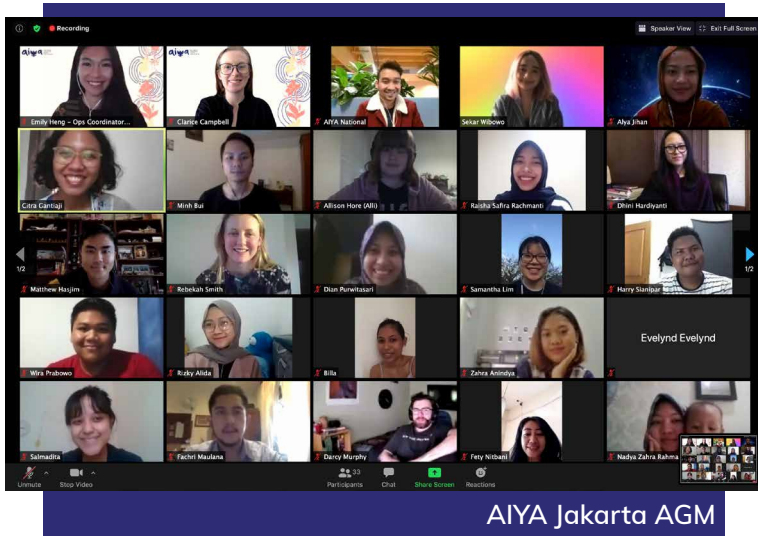 Recording
Speaker View
Exit Full Screen
aiya
aiya
Emily Heng - Ops Coordinator...
Clarice Campbell
AIYA National
Sekar Wibowo
Alya Jihan
Citra Gantiaji
Minh Bui
Allison Hore (Alli)
Raisha Safira Rachmanti
Dhini Hardiyanti
1/2
Matthew Hasjim
Rebekah Smith
Dian Purwitasari
Samantha Lim
Harry Sianipar
1/2
Wira Prabowo
Rizky Alida
Billa
Zahra Anindya
Evelynd Evelynd
Salmadita
Fachri Maulana
Darcy Murphy
Fety Nitbani
Nadya Zahra Rahma
Unmute
Stop Video
33
Participants
Chat
Share Screen
Reactions
AIYA Jakarta AGM